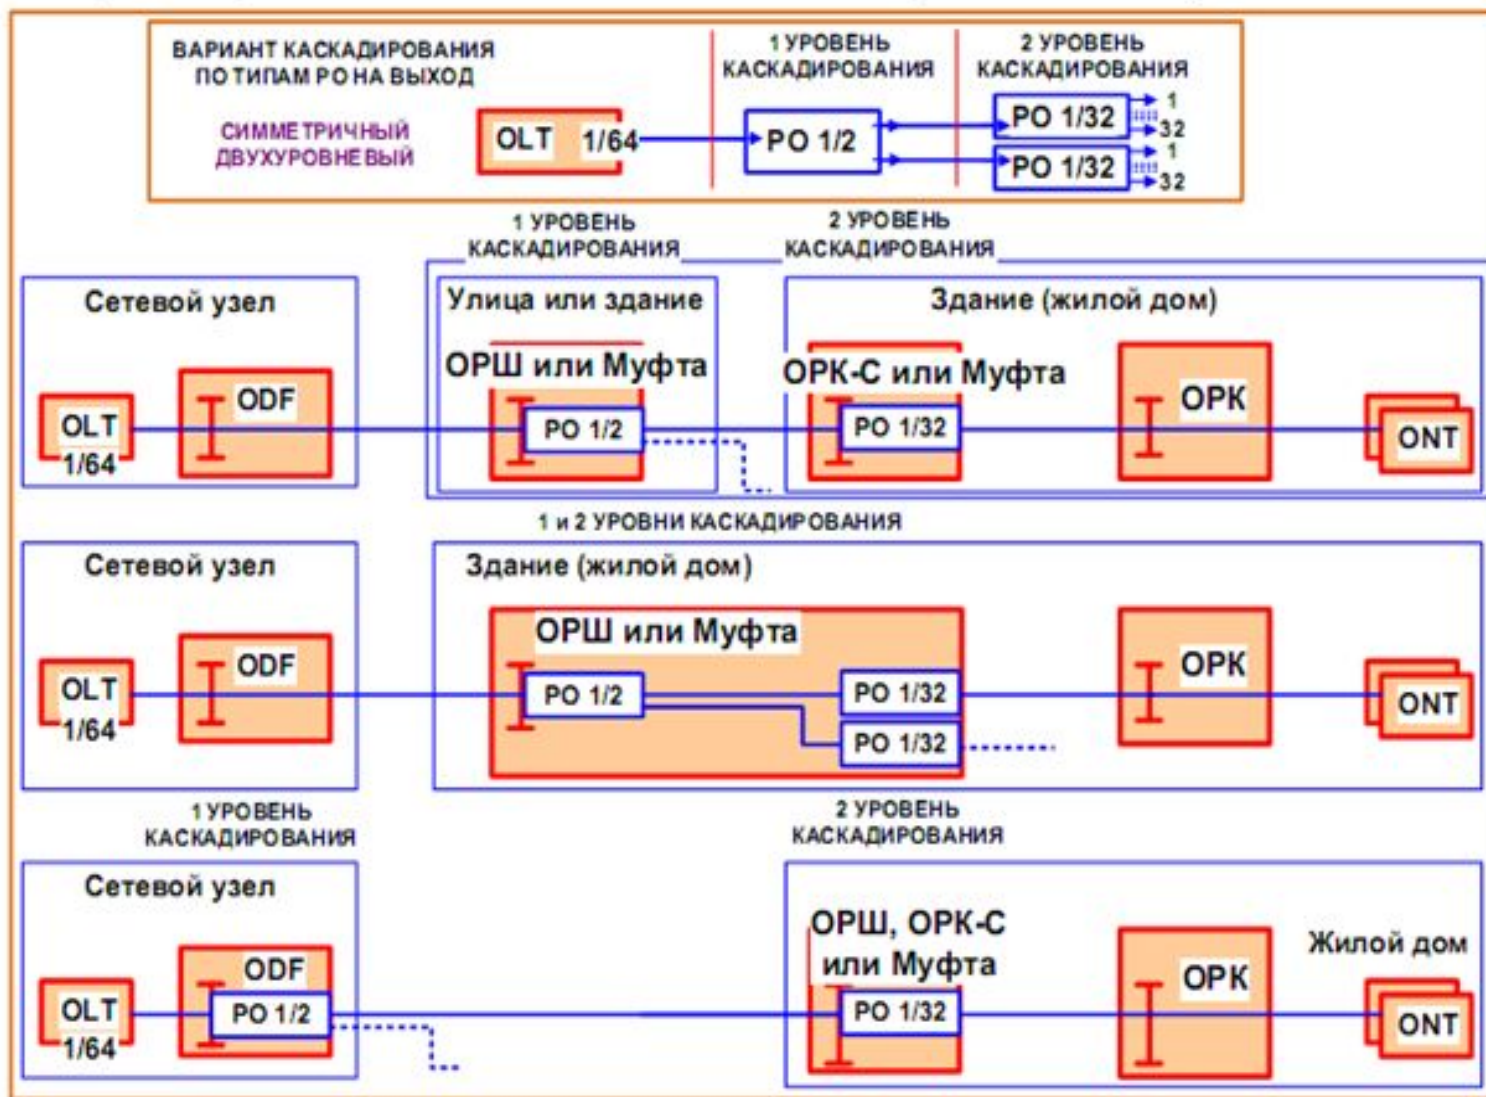 ВАРИАНТ КАСКАДИРОВАНИЯ
ПО ТИПАМ РО НА ВЫХОД
СИММЕТРИЧНЫЙ
ДВУХУРОВНЕВЫЙ
OLT 1/64
1 УРОВЕНЬ
КАСКАДИРОВАНИЯ
РО 1/2
2 УРОВЕНЬ
КАСКАДИРОВАНИЯ
РО 1/32
1
32
РО 1/32
1
32
1 УРОВЕНЬ
КАСКАДИРОВАНИЯ
2 УРОВЕНЬ
КАСКАДИРОВАНИЯ
Сетевой узел
OLT
1/64
ODF
Улица или здание
ОРШ или Муфта
РО 1/2
Здание (жилой дом)
ОРК-С или Муфта
РО 1/32
ОРК
ONT
1 и 2 УРОВНИ КАСКАДИРОВАНИЯ
Сетевой узел
OLT
1/64
ODF
Здание (жилой дом)
ОРШ или Муфта
РО 1/2
РО 1/32
РО 1/32
ОРК
ONT
1 УРОВЕНЬ
КАСКАДИРОВАНИЯ
2 УРОВЕНЬ
КАСКАДИРОВАНИЯ
Сетевой узел
OLT
1/64
ODF
РО 1/2
ОРШ, ОРК-С
или Муфта
РО 1/32
ОРК
Жилой дом
ONT